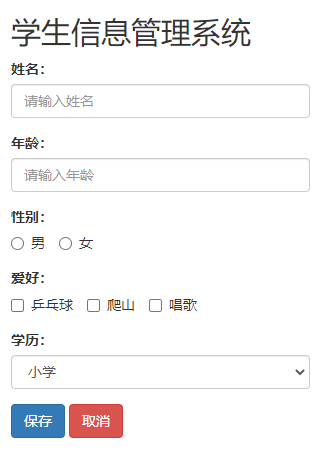 学生信息管理系统
姓名：
请输入姓名
年龄：
请输入年龄
性别：
男 女
爱好：
乒乓球 爬山 唱歌
学历：
小学
保存 取消